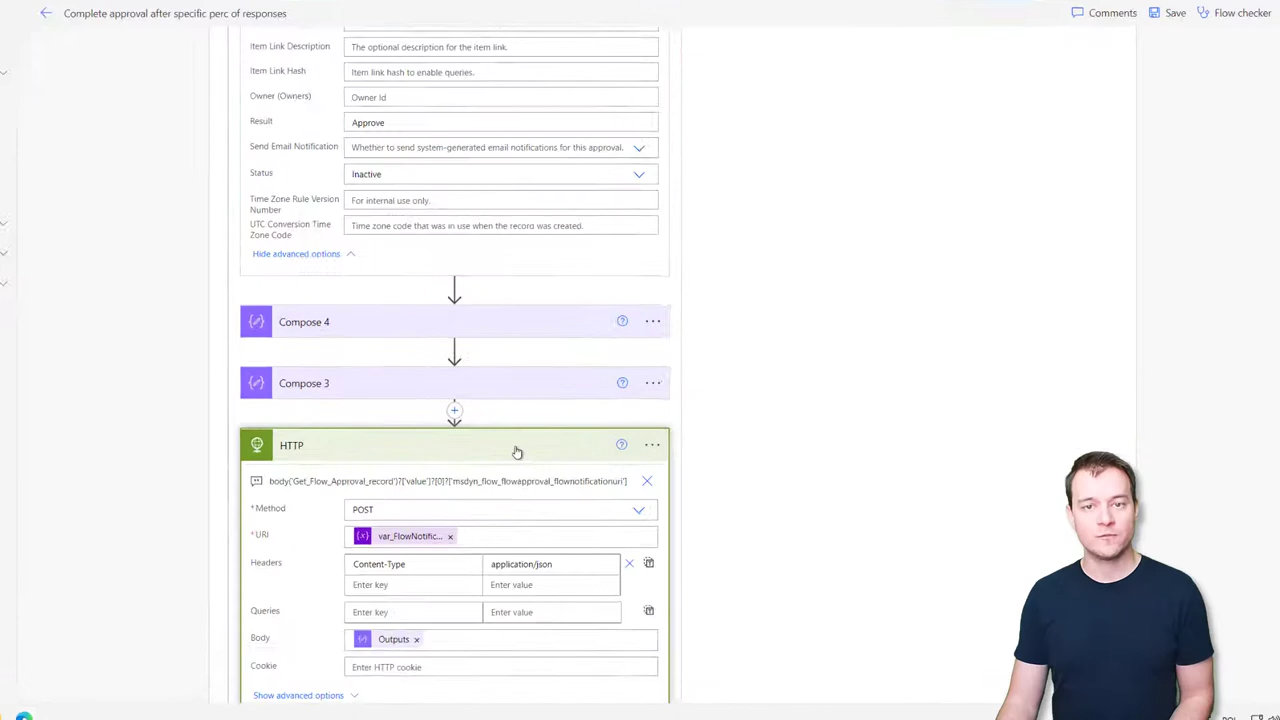 Complete approval after specific perc of responses
Comments Save Flow checker
Item Link Description The optional description for the item link.
Item Link Hash Item link hash to enable queries.
Owner (Owners) Owner Id
Result Approve
Send Email Notification Whether to send system-generated email notifications for this approval.
Status Inactive
Time Zone Rule Version Number For internal use only.
UTC Conversion Time Zone Code Time zone code that was in use when the record was created.
Hide advanced options
Compose 4
Compose 3
HTTP
body('Get_Flow_Approval_record')?['value']?[0]?['msdyn_flow_flowapproval_flownotificationuri']
* Method POST
* URI var_FlowNotific... ×
Headers Content-Type application/json
Enter key Enter value
Queries Enter key Enter value
Body Outputs ×
Cookie Enter HTTP cookie
Show advanced options